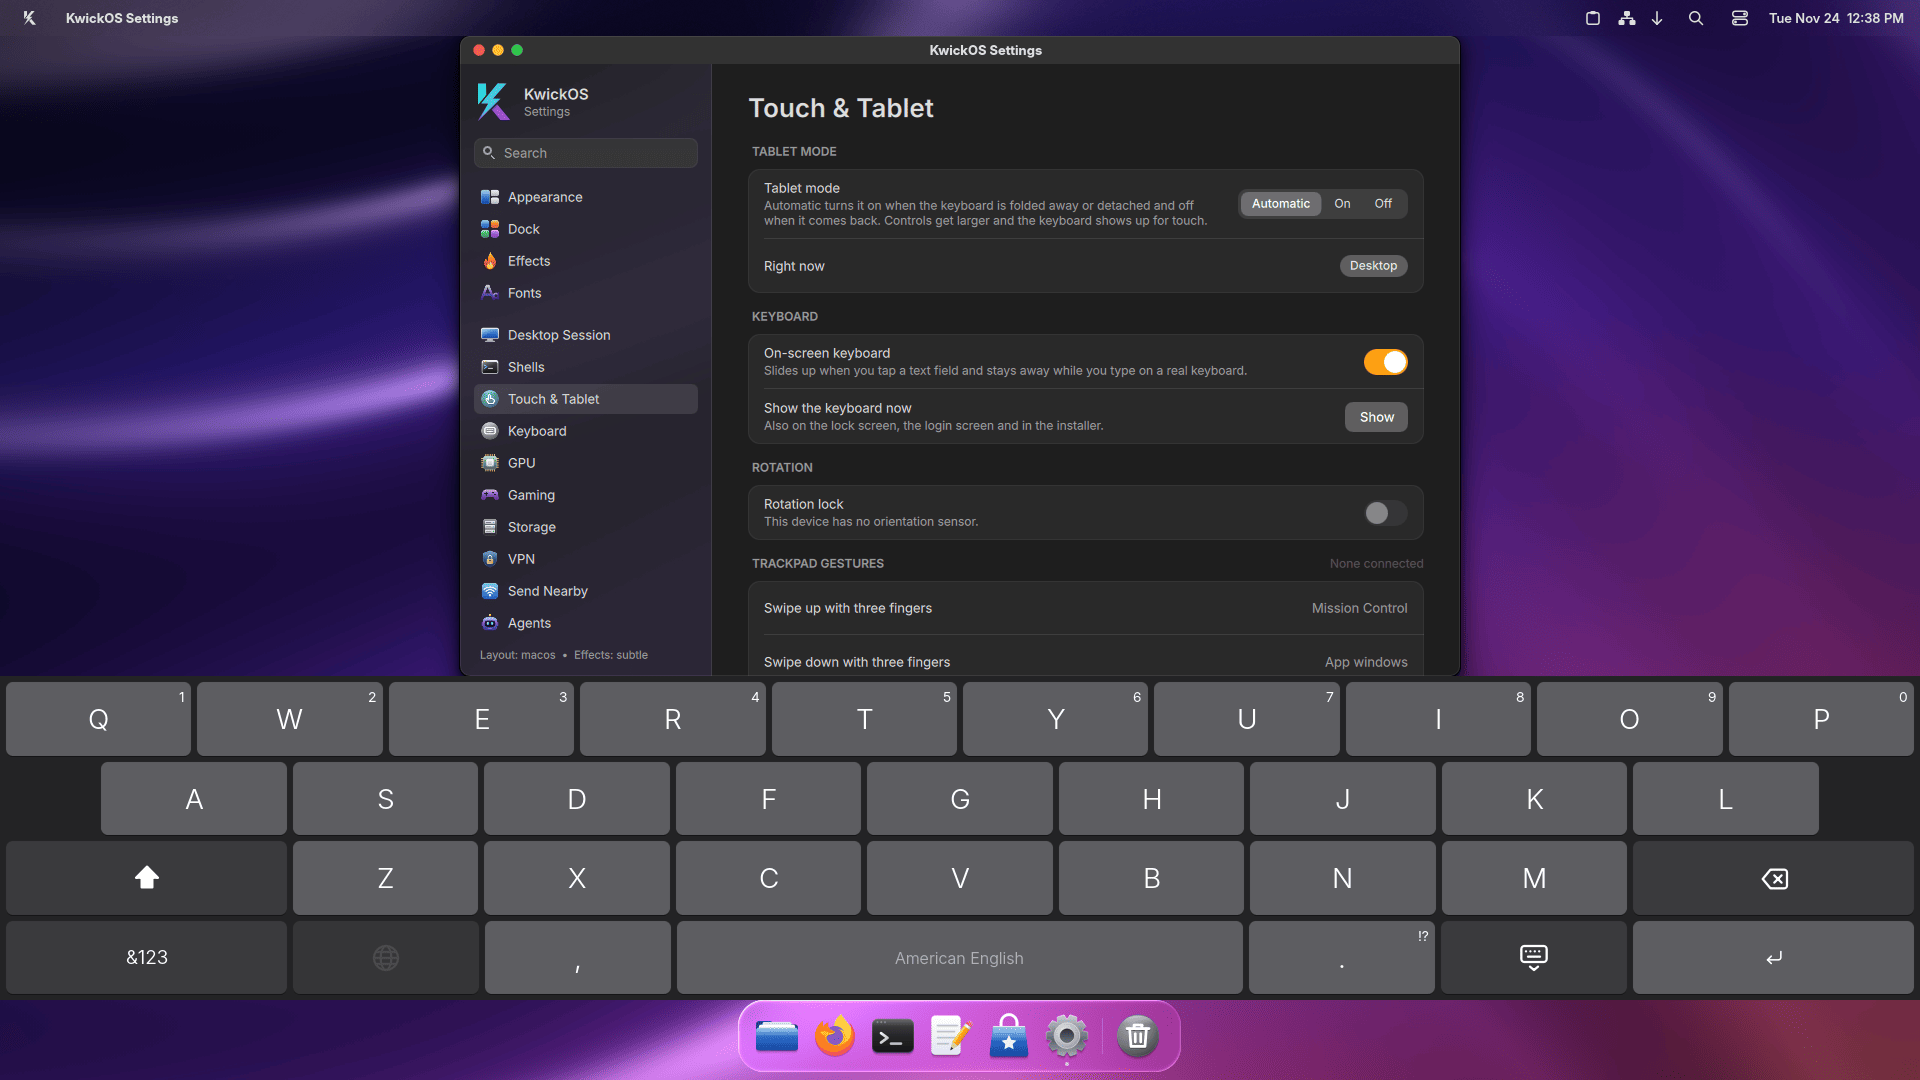 KwickOS Settings
Tue Nov 24 12:38 PM
KwickOS Settings
KwickOS
Settings
Search
Appearance
Dock
Effects
Fonts
Desktop Session
Shells
Touch & Tablet
Keyboard
GPU
Gaming
Storage
VPN
Send Nearby
Agents
Layout: macos • Effects: subtle
Touch & Tablet
TABLET MODE
Tablet mode
Automatic turns it on when the keyboard is folded away or detached and off
when it comes back. Controls get larger and the keyboard shows up for touch.
Automatic On Off
Right now
Desktop
KEYBOARD
On-screen keyboard
Slides up when you tap a text field and stays away while you type on a real keyboard.
Show the keyboard now
Also on the lock screen, the login screen and in the installer.
Show
ROTATION
Rotation lock
This device has no orientation sensor.
TRACKPAD GESTURES
None connected
Swipe up with three fingers
Mission Control
Swipe down with three fingers
App windows
Q 1 W 2 E 3 R 4 T 5 Y 6 U 7 I 8 O 9 P 0
A S D F G H J K L
Z X C V B N M
&123 , American English . !?